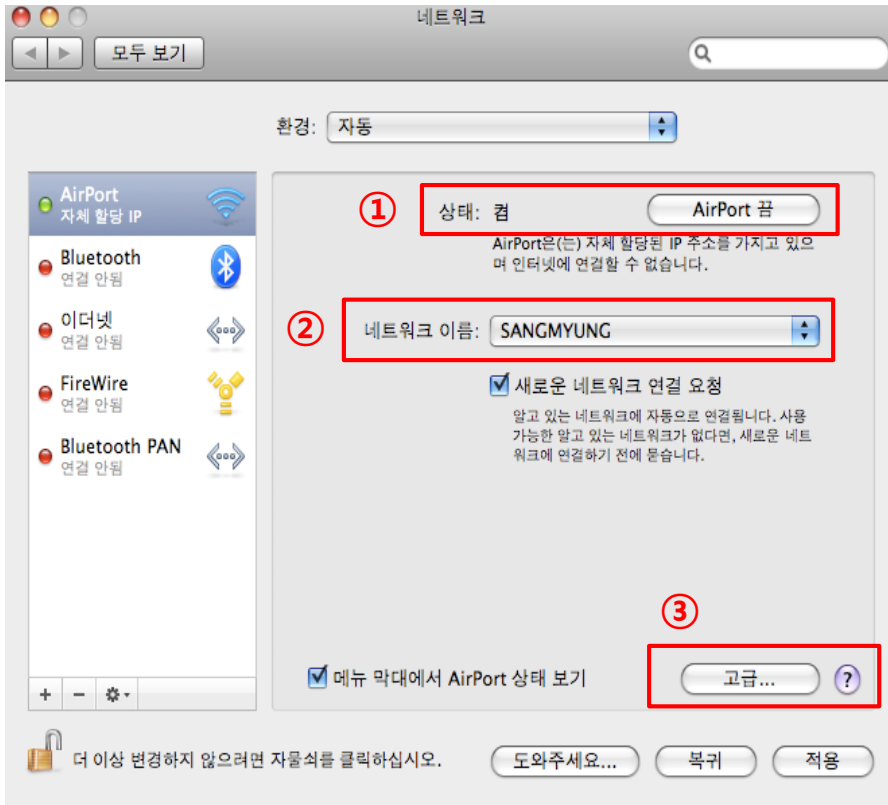 네트워크
모두 보기
환경: 자동
AirPort
자체 할당 IP
Bluetooth
연결 안됨
이더넷
연결 안됨
FireWire
연결 안됨
Bluetooth PAN
연결 안됨
① 상태: 켬 AirPort 끔
AirPort은(는) 자체 할당된 IP 주소를 가지고 있으
며 인터넷에 연결할 수 없습니다.
② 네트워크 이름: SANGMYUNG
새로운 네트워크 연결 요청
알고 있는 네트워크에 자동으로 연결됩니다. 사용
가능한 알고 있는 네트워크가 없다면, 새로운 네트
워크에 연결하기 전에 묻습니다.
③
메뉴 막대에서 AirPort 상태 보기 고급... ?
더 이상 변경하지 않으려면 자물쇠를 클릭하십시오. 도와주세요... 복귀 적용